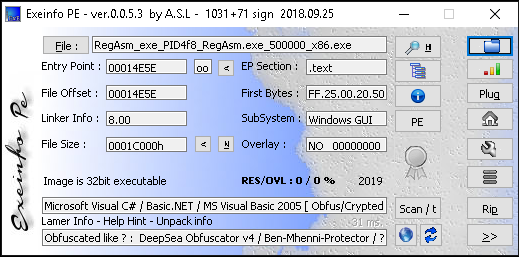 Exeinfo PE - ver.0.0.5.3 by A.S.L - 1031+71 sign 2018.09.25
File : RegAsm_exe_PID4f8_RegAsm.exe_500000_x86.exe H
Entry Point : 00014E5E oo < EP Section : .text
File Offset : 00014E5E First Bytes : FF.25.00.20.50 Plug
Linker Info : 8.00 SubSystem : Windows GUI PE
File Size : 0001C000h < N Overlay : NO 00000000
Image is 32bit executable RES/OVL : 0 / 0 % 2019
Exeinfo Pe
Microsoft Visual C# / Basic.NET / MS Visual Basic 2005 [ Obfus/Crypted Scan / t Rip
Lamer Info - Help Hint - Unpack info 31 ms.
Obfuscated like ? : DeepSea Obfuscator v4 / Ben-Mhenni-Protector / ? >>